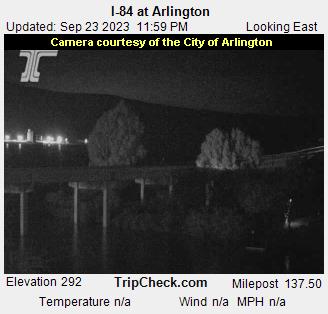 I-84 at Arlington
Updated: Sep 23 2023 11:59 PM Looking East
Camera courtesy of the City of Arlington
Elevation 292 TripCheck.com Milepost 137.50
Temperature n/a Wind n/a MPH n/a